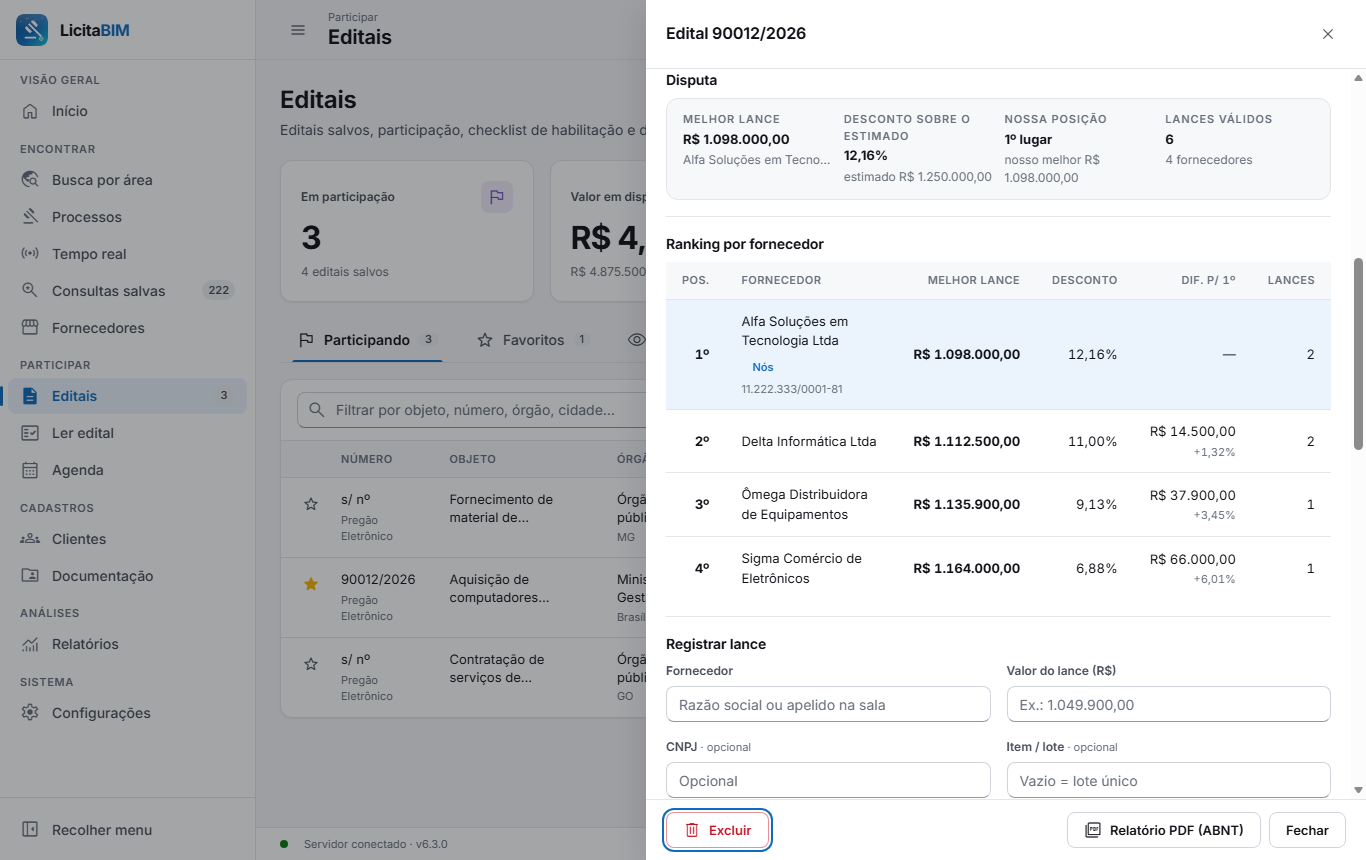 LicitaBIM
VISÃO GERAL
Início
ENCONTRAR
Busca por área
Processos
Tempo real
Consultas salvas 222
Fornecedores
PARTICIPAR
Editais 3
Ler edital
Agenda
CADASTROS
Clientes
Documentação
ANÁLISES
Relatórios
SISTEMA
Configurações
Recolher menu
Participar
Editais
Editais
Editais salvos, participação, checklist de habilitação e d
Em participação
3
4 editais salvos
Valor em disp
R$ 4,
R$ 4.875.500
Participando 3
Favoritos 1
Filtrar por objeto, número, órgão, cidade...
NÚMERO OBJETO ÓRGÃ
s/ nº
Pregão
Eletrônico
Fornecimento de
material de...
Órgã
públi
MG
90012/2026
Pregão
Eletrônico
Aquisição de
computadores...
Minis
Gest
Brasíl
s/ nº
Pregão
Eletrônico
Contratação de
serviços de...
Órgã
públi
GO
Servidor conectado · v6.3.0
Edital 90012/2026
Disputa
MELHOR LANCE
R$ 1.098.000,00
Alfa Soluções em Tecno...
DESCONTO SOBRE O
ESTIMADO
12,16%
estimado R$ 1.250.000,00
NOSSA POSIÇÃO
1º lugar
nosso melhor R$
1.098.000,00
LANCES VÁLIDOS
6
4 fornecedores
Ranking por fornecedor
POS. FORNECEDOR MELHOR LANCE DESCONTO DIF. P/ 1º LANCES
1º
Alfa Soluções em
Tecnologia Ltda
Nós
11.222.333/0001-81
R$ 1.098.000,00 12,16% — 2
2º Delta Informática Ltda R$ 1.112.500,00 11,00% R$ 14.500,00 2
+1,32%
3º
Ômega Distribuidora
de Equipamentos
R$ 1.135.900,00 9,13% R$ 37.900,00 1
+3,45%
4º
Sigma Comércio de
Eletrônicos
R$ 1.164.000,00 6,88% R$ 66.000,00 1
+6,01%
Registrar lance
Fornecedor
Razão social ou apelido na sala
Valor do lance (R$)
Ex.: 1.049.900,00
CNPJ · opcional
Opcional
Item / lote · opcional
Vazio = lote único
Excluir
Relatório PDF (ABNT)
Fechar